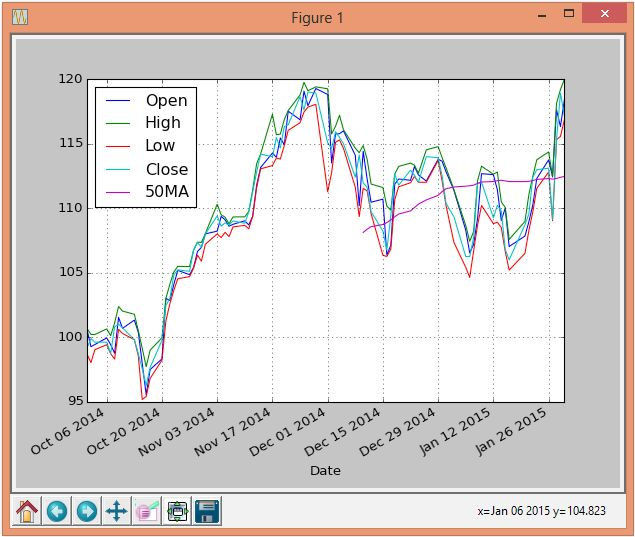 Figure 1
120
115
110
105
100
95
Open
High
Low
Close
50MA
Oct 06 2014
Oct 20 2014
Nov 03 2014
Nov 17 2014
Dec 01 2014
Dec 15 2014
Dec 29 2014
Jan 12 2015
Jan 26 2015
Date
x=Jan 06 2015 y=104.823